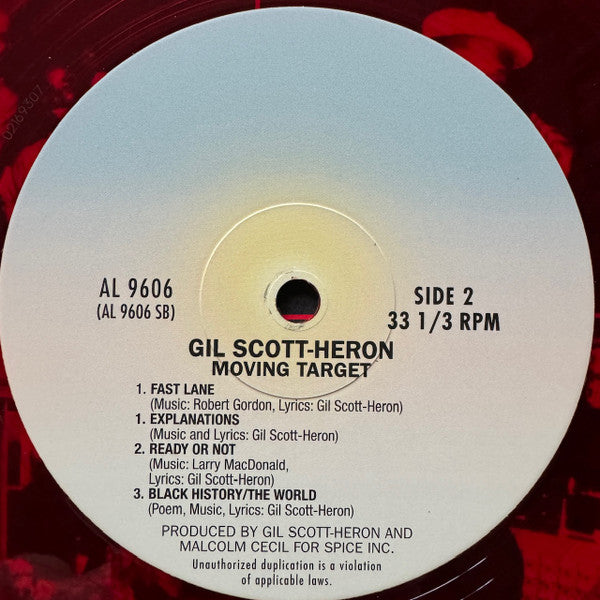 02169307
AL 9606
(AL 9606 SB)
SIDE 2
33 1/3 RPM
GIL SCOTT-HERON
MOVING TARGET
1. FAST LANE
(Music: Robert Gordon, Lyrics: Gil Scott-Heron)
1. EXPLANATIONS
(Music and Lyrics: Gil Scott-Heron)
2. READY OR NOT
(Music: Larry MacDonald,
Lyrics: Gil Scott-Heron)
3. BLACK HISTORY/THE WORLD
(Poem, Music, Lyrics: Gil Scott-Heron)
PRODUCED BY GIL SCOTT-HERON AND
MALCOLM CECIL FOR SPICE INC.
Unauthorized duplication is a violation
of applicable laws.